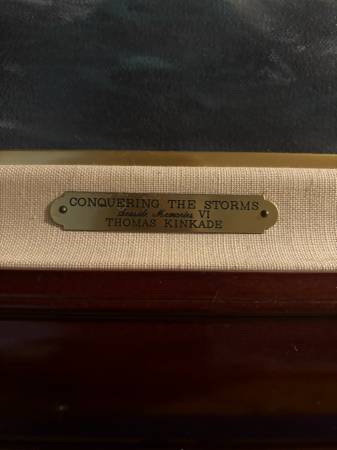 CONQUERING THE STORMS
Seaside Memories VI
THOMAS KINKADE